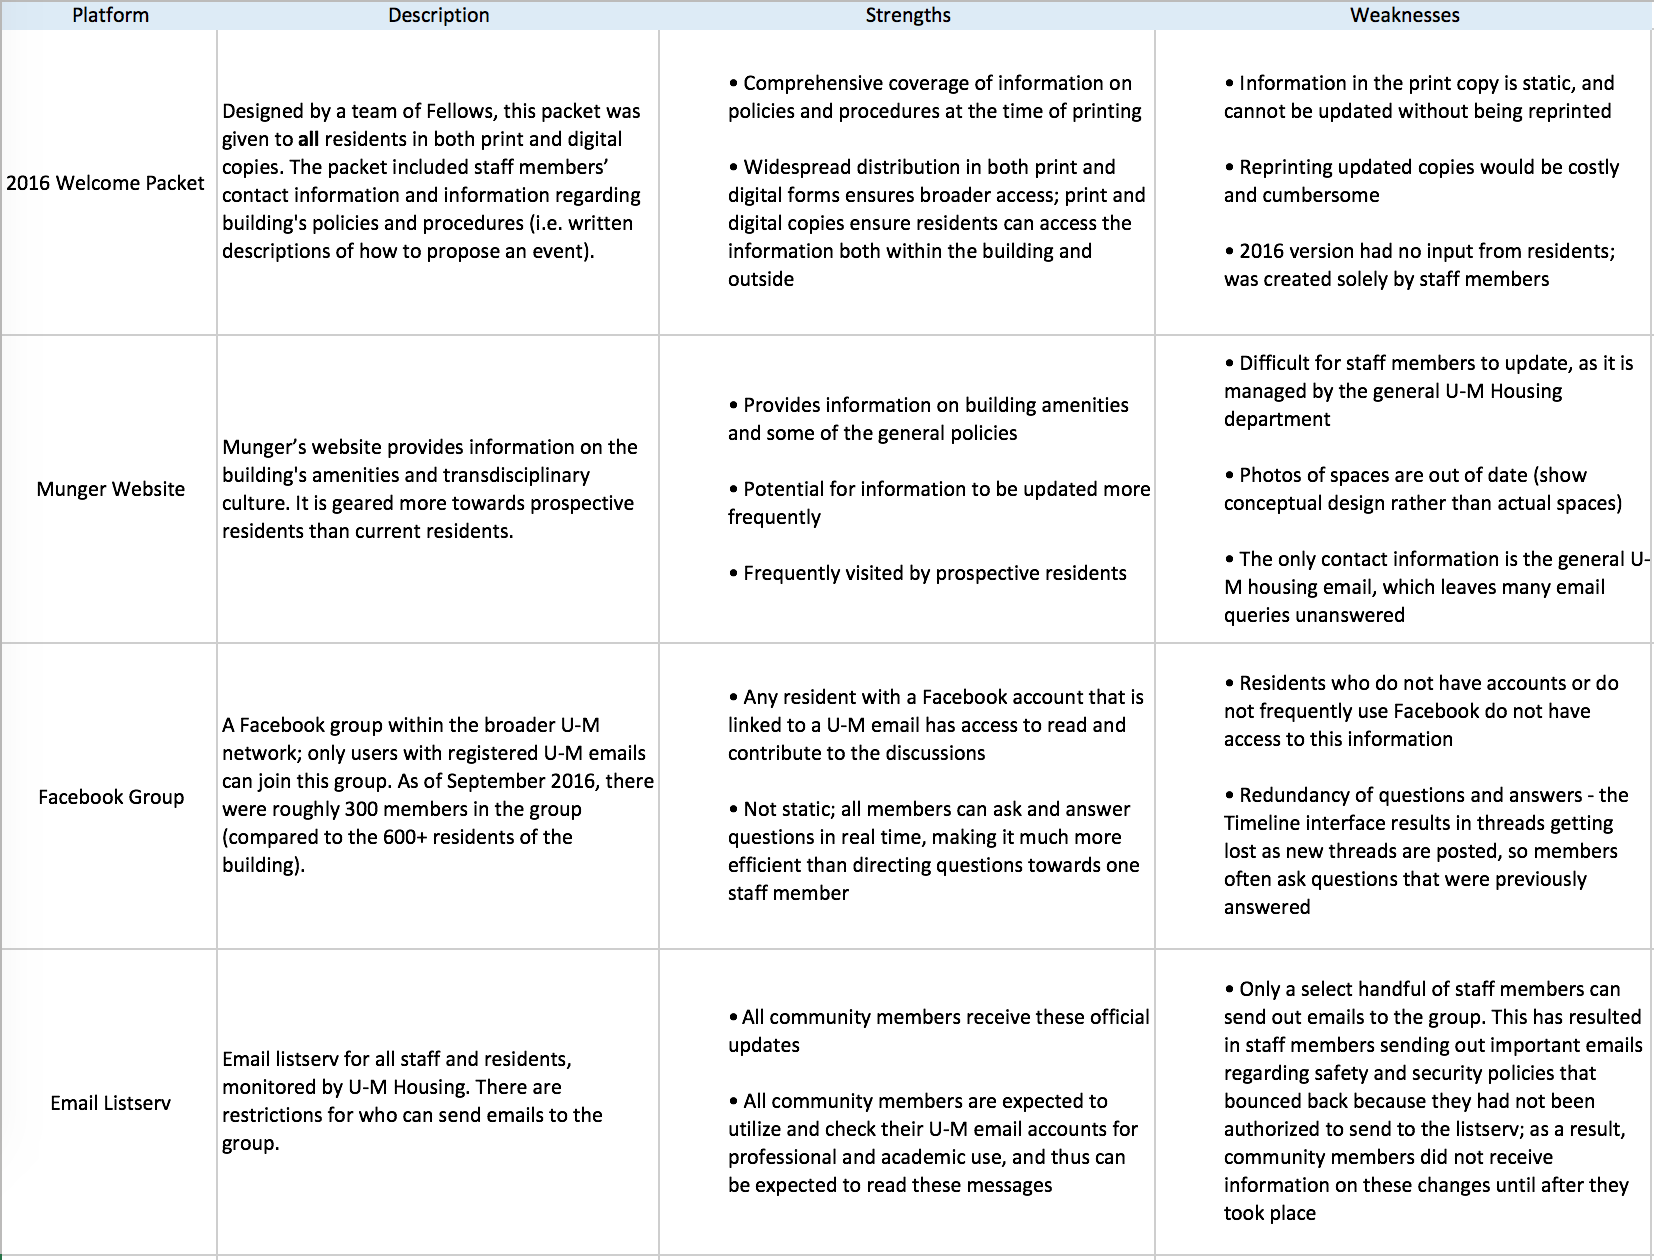 Platform
Description
Strengths
Weaknesses
2016 Welcome Packet
Designed by a team of Fellows, this packet was
given to all residents in both print and digital
copies. The packet included staff members’
contact information and information regarding
building's policies and procedures (i.e. written
descriptions of how to propose an event).
• Comprehensive coverage of information on
policies and procedures at the time of printing
• Widespread distribution in both print and
digital forms ensures broader access; print and
digital copies ensure residents can access the
information both within the building and
outside
• Information in the print copy is static, and
cannot be updated without being reprinted
• Reprinting updated copies would be costly
and cumbersome
• 2016 version had no input from residents;
was created solely by staff members
Munger Website
Munger’s website provides information on the
building's amenities and transdisciplinary
culture. It is geared more towards prospective
residents than current residents.
• Provides information on building amenities
and some of the general policies
• Potential for information to be updated more
frequently
• Frequently visited by prospective residents
• Difficult for staff members to update, as it is
managed by the general U-M Housing
department
• Photos of spaces are out of date (show
conceptual design rather than actual spaces)
• The only contact information is the general U-
M housing email, which leaves many email
queries unanswered
Facebook Group
A Facebook group within the broader U-M
network; only users with registered U-M emails
can join this group. As of September 2016, there
were roughly 300 members in the group
(compared to the 600+ residents of the
building).
• Any resident with a Facebook account that is
linked to a U-M email has access to read and
contribute to the discussions
• Not static; all members can ask and answer
questions in real time, making it much more
efficient than directing questions towards one
staff member
• Residents who do not have accounts or do
not frequently use Facebook do not have
access to this information
• Redundancy of questions and answers - the
Timeline interface results in threads getting
lost as new threads are posted, so members
often ask questions that were previously
answered
Email Listserv
Email listserv for all staff and residents,
monitored by U-M Housing. There are
restrictions for who can send emails to the
group.
• All community members receive these official
updates
• All community members are expected to
utilize and check their U-M email accounts for
professional and academic use, and thus can
be expected to read these messages
• Only a select handful of staff members can
send out emails to the group. This has resulted
in staff members sending out important emails
regarding safety and security policies that
bounced back because they had not been
authorized to send to the listserv; as a result,
community members did not receive
information on these changes until after they
took place